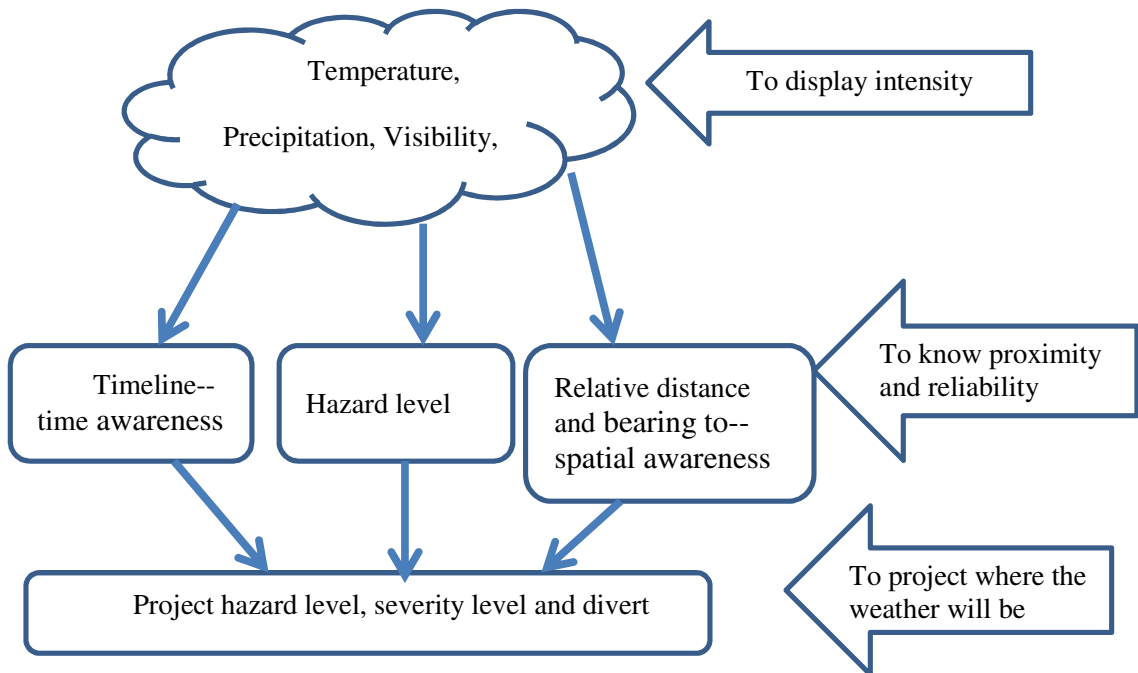 Temperature,
Precipitation, Visibility,
To display intensity
Timeline--
time awareness
Hazard level
Relative distance
and bearing to--
spatial awareness
To know proximity
and reliability
Project hazard level, severity level and divert
To project where the
weather will be